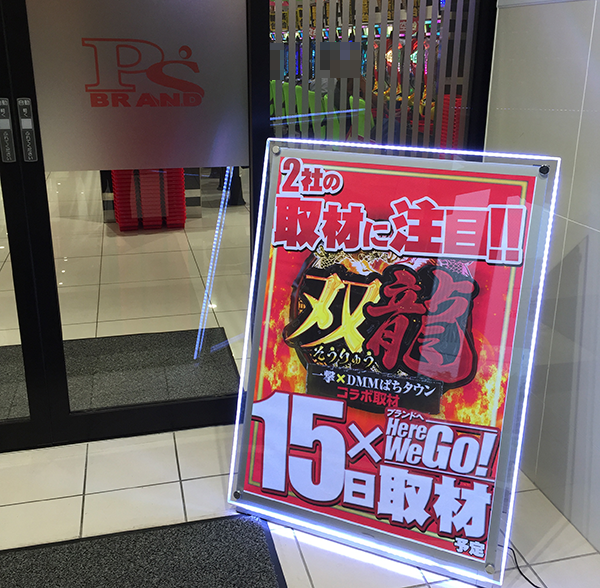 P'S
BRAND
2社の
取材に注目!!
双龍
そうりゅう
一撃×DMMぱちタウン
コラボ取材
15日×
ブランドへ
Here
We GO!
取材
予定